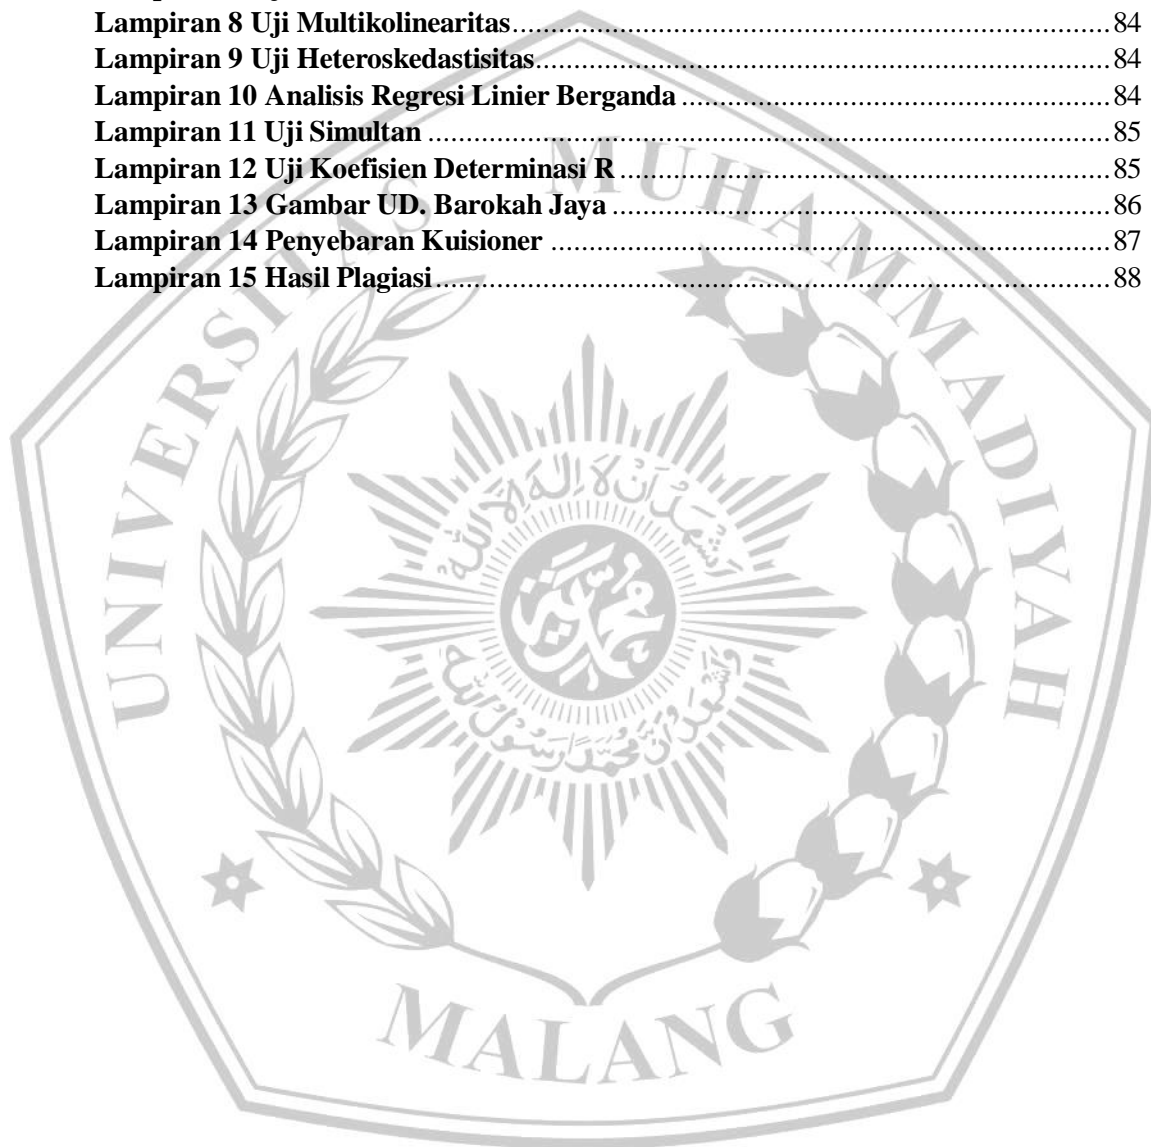 Lampiran 8 Uji Multikolinearitas................................................................................84
Lampiran 9 Uji Heteroskedastisitas.............................................................................84
Lampiran 10 Analisis Regresi Linier Berganda.........................................................84
Lampiran 11 Uji Simultan............................................................................................85
Lampiran 12 Uji Koefisien Determinasi R..................................................................85
Lampiran 13 Gambar UD. Barokah Jaya...................................................................86
Lampiran 14 Penyebaran Kuisioner...........................................................................87
Lampiran 15 Hasil Plagiasi..........................................................................................88
UNIVERSITAS MUHAMMADIYAH
MALANG